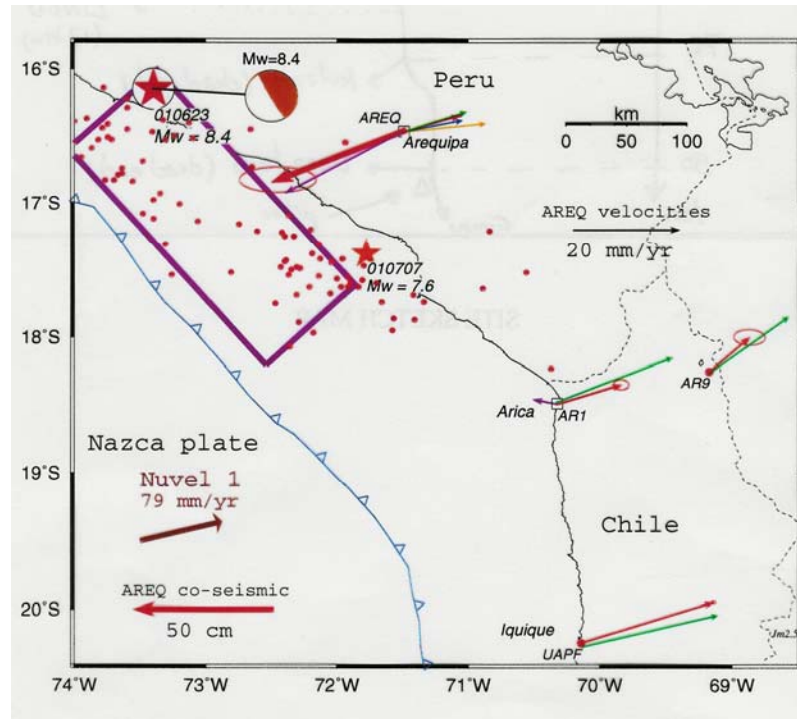 Mw=8.4
Peru
16°S
010623
Mw = 8.4
AREQ
Arequipa
km
0 50 100
17°S
AREQ velocities
20 mm/yr
010707
Mw = 7.6
18°S
AR9
Arica
AR1
Nazca plate
19°S
Nuvel 1
79 mm/yr
Chile
AREQ co-seismic
20°S
50 cm
Iquique
UAPF
Jm2.5
74°W 73°W 72°W 71°W 70°W 69°W